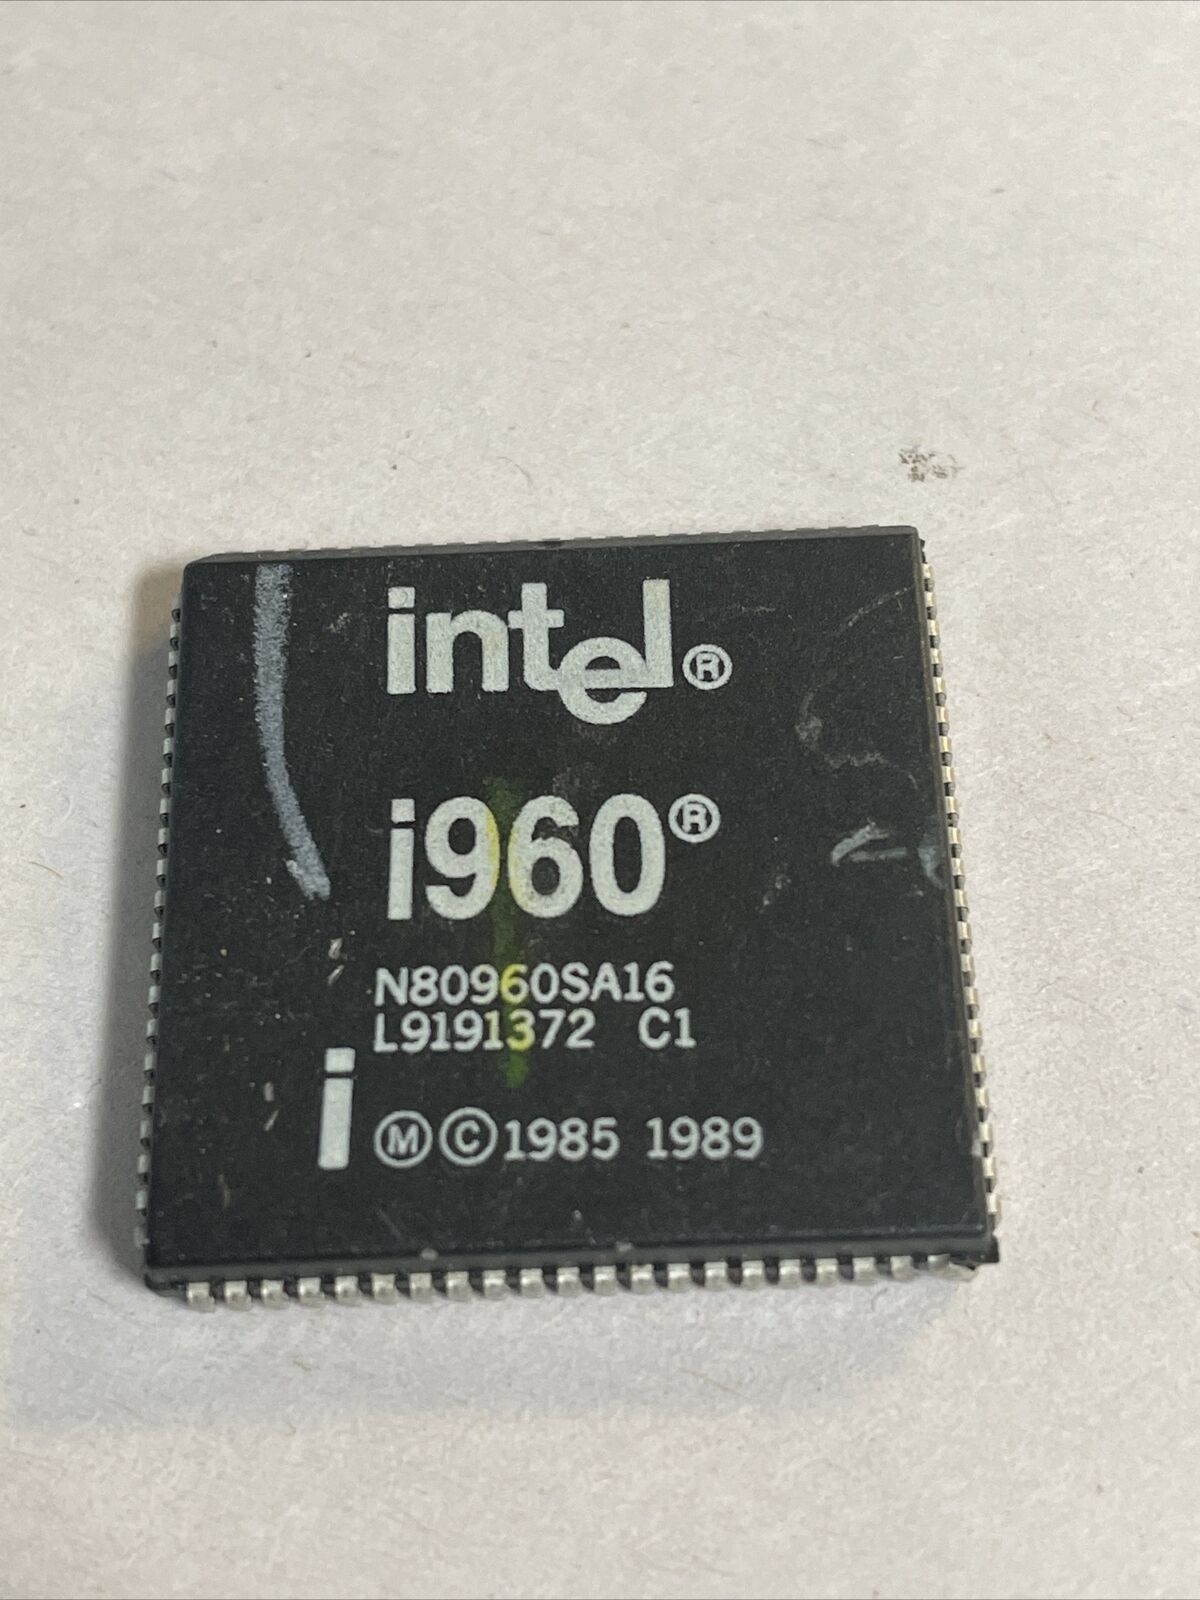 intel®
i960®
N80960SA16
L9191372 C1
i Ⓜ©1985 1989